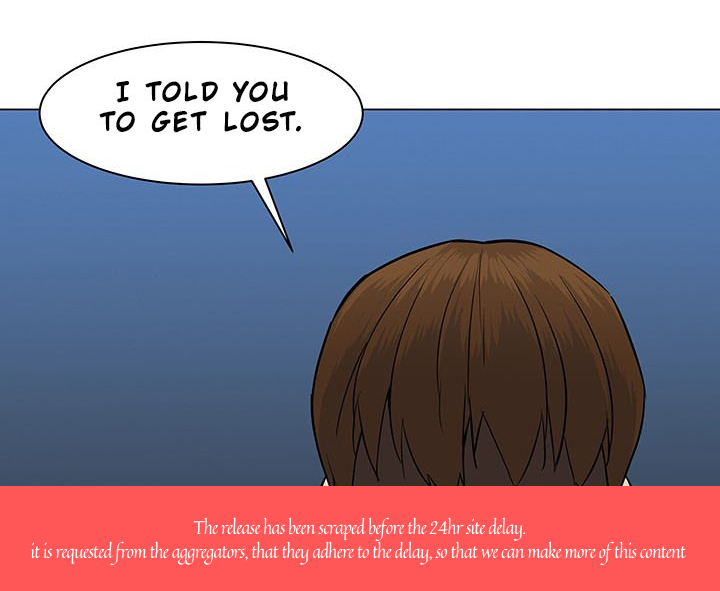 I TOLD YOU
TO GET LOST.
The release has been scraped before the 24hr site delay.
it is requested from the aggregators, that they adhere to the delay, so that we can make more of this content